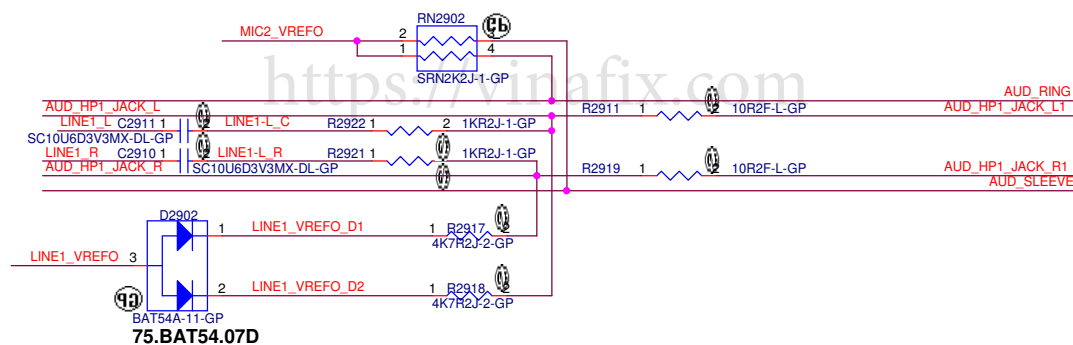 RN2902
MIC2_VREFO 2 3
1 4
SRN2K2J-1-GP
https://vinafix.com
AUD_RING
AUD_HP1_JACK_L R2911 1 2 10R2F-L-GP AUD_HP1_JACK_L1
LINE1_L C2911 1 2 LINE1-L_C R2922 1 2 1KR2J-1-GP
SC10U6D3V3MX-DL-GP
LINE1_R C2910 1 2 LINE1-L_R R2921 1 1KR2J-1-GP
AUD_HP1_JACK_R SC10U6D3V3MX-DL-GP R2919 1 2 10R2F-L-GP AUD_HP1_JACK_R1
AUD_SLEEVE
D2902
1 LINE1_VREFO_D1 1 R2917 2
4K7R2J-2-GP
LINE1_VREFO 3
2 LINE1_VREFO_D2 1 R2918 2
4K7R2J-2-GP
BAT54A-11-GP
75.BAT54.07D